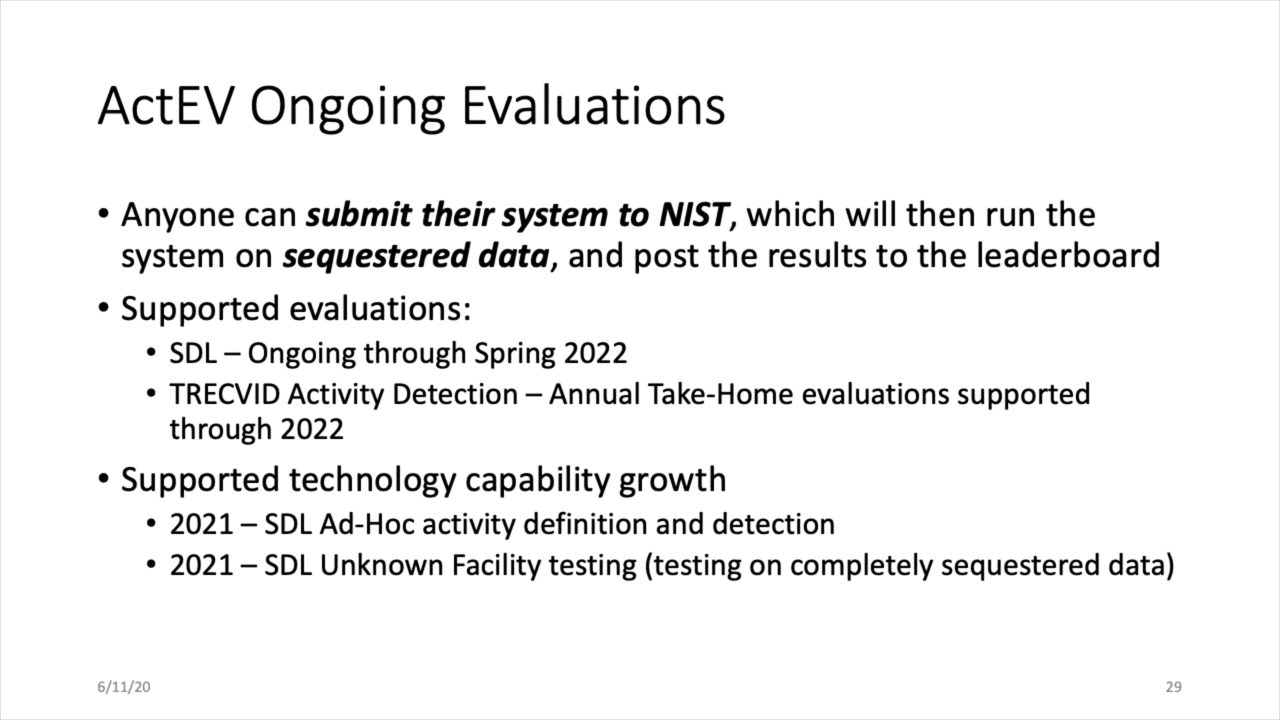 ActEV Ongoing Evaluations
• Anyone can submit their system to NIST, which will then run the
system on sequestered data, and post the results to the leaderboard
• Supported evaluations:
• SDL – Ongoing through Spring 2022
• TRECVID Activity Detection – Annual Take-Home evaluations supported
through 2022
• Supported technology capability growth
• 2021 – SDL Ad-Hoc activity definition and detection
• 2021 – SDL Unknown Facility testing (testing on completely sequestered data)
6/11/20
29